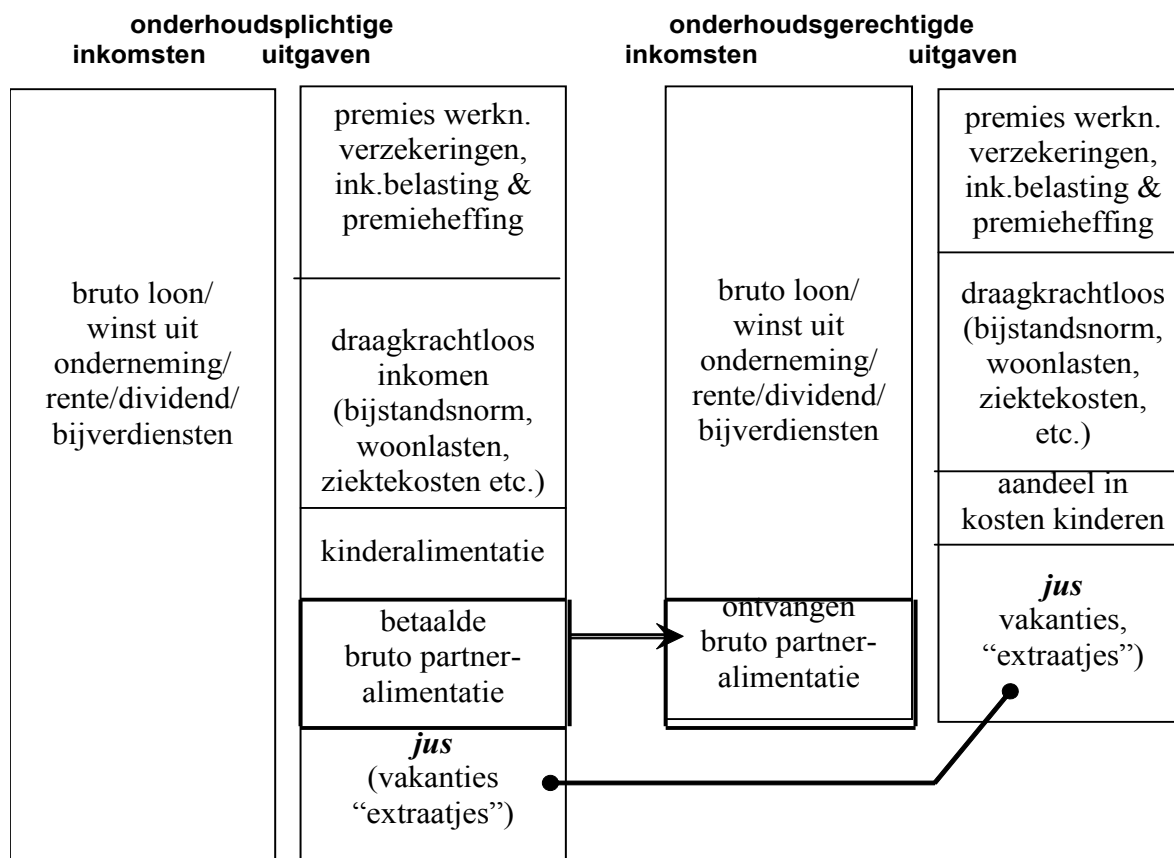 onderhoudsplichtige
inkomsten uitgaven
onderhoudsgerechtigde
inkomsten uitgaven
bruto loon/
winst uit
onderneming/
rente/dividend/
bijverdiensten
premies werkn.
verzekeringen,
ink.belasting &
premieheffing
draagkrachtloos
inkomen
(bijstandsnorm,
woonlasten,
ziektekosten etc.)
kinderalimentatie
betaalde
bruto partner-
alimentatie
jus
(vakanties
“extraatjes”)
bruto loon/
winst uit
onderneming/
rente/dividend/
bijverdiensten
ontvangen
bruto partner-
alimentatie
premies werkn.
verzekeringen,
ink.belasting &
premieheffing
draagkrachtloos
(bijstandsnorm,
woonlasten,
ziektekosten,
etc.)
aandeel in
kosten kinderen
jus
vakanties,
“extraatjes”)